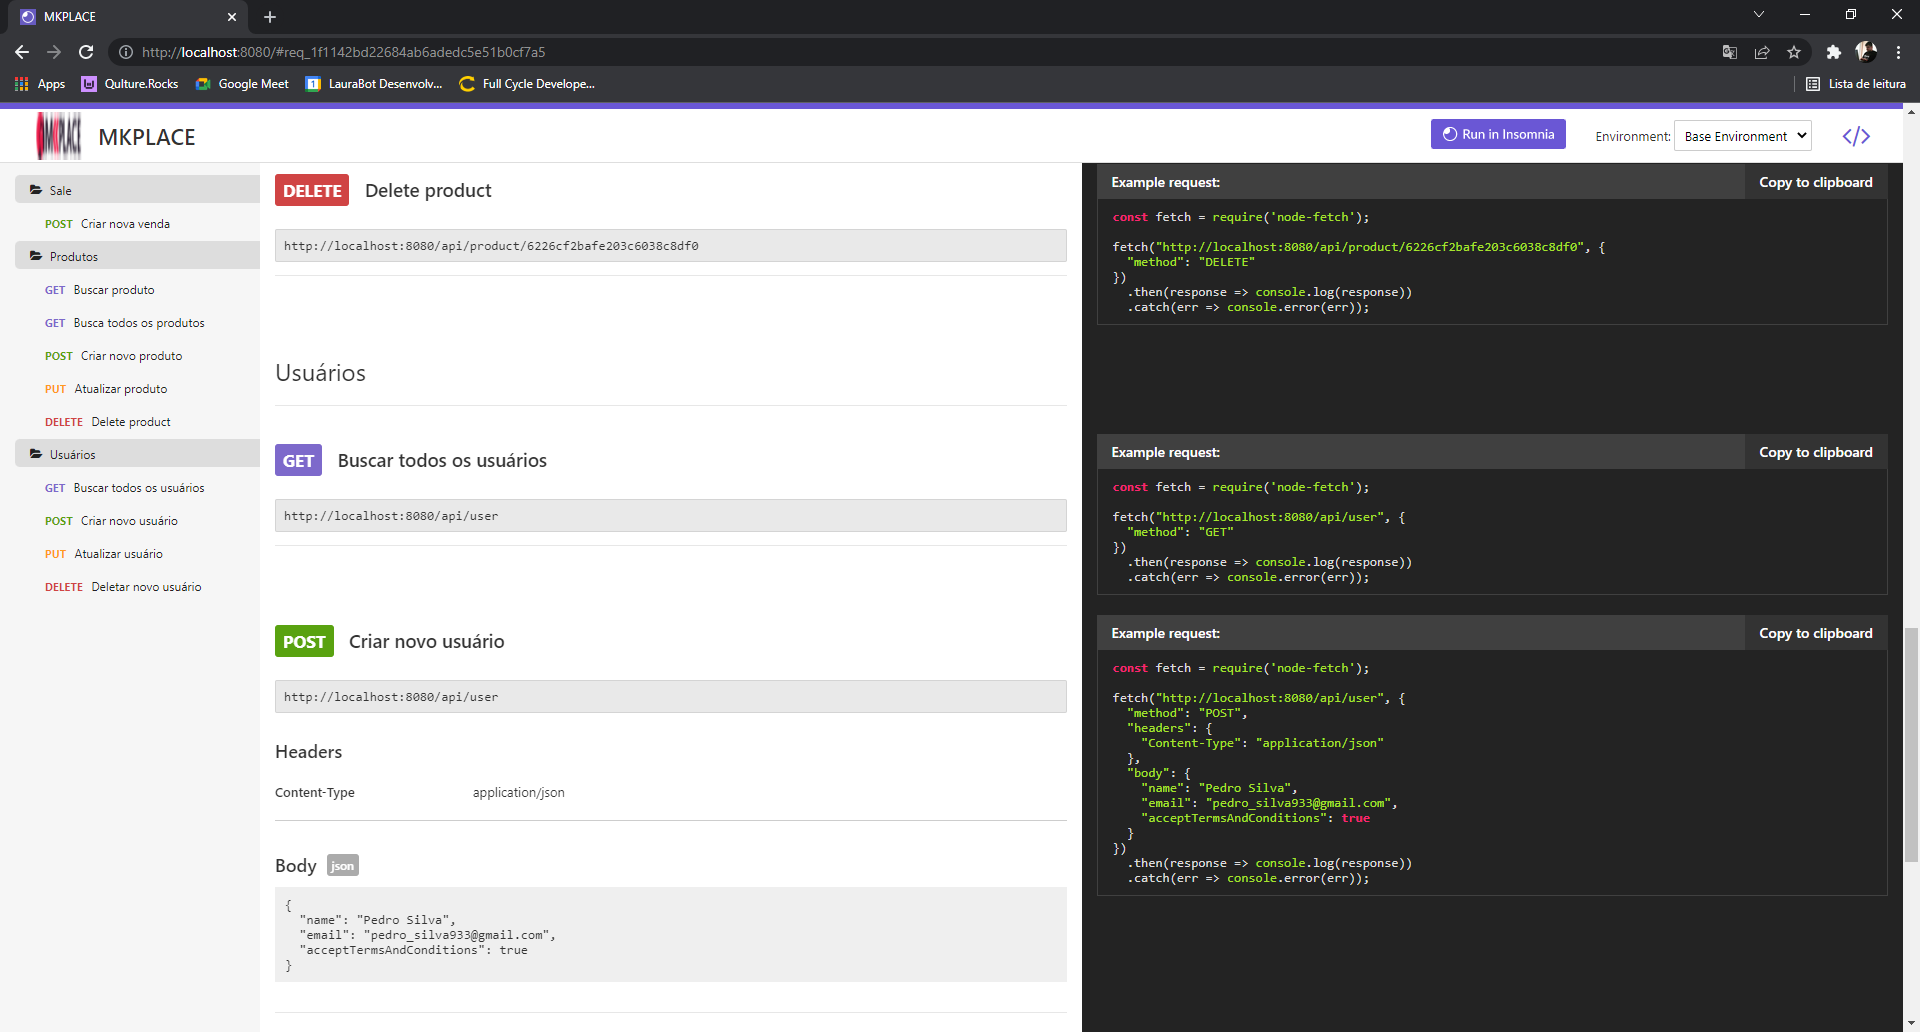 MKPLACE
http://localhost:8080/#req_1f1142bd22684ab6adedc5e51b0cf7a5
Apps
Qulture.Rocks
Google Meet
LauraBot Desenvolv...
Full Cycle Develope...
Lista de leitura
MKPLACE
MKPLACE
Run in Insomnia
Environment:
Base Environment
</>
Sale
POST Criar nova venda
Produtos
GET Buscar produto
GET Busca todos os produtos
POST Criar novo produto
PUT Atualizar produto
DELETE Delete product
Usuários
GET Buscar todos os usuários
POST Criar novo usuário
PUT Atualizar usuário
DELETE Deletar novo usuário
DELETE Delete product
http://localhost:8080/api/product/6226cf2bafe203c6038c8df0
Usuários
GET Buscar todos os usuários
http://localhost:8080/api/user
POST Criar novo usuário
http://localhost:8080/api/user
Headers
Content-Type application/json
Body json
{
"name": "Pedro Silva",
"email": "pedro_silva933@gmail.com",
"acceptTermsAndConditions": true
}
Example request: Copy to clipboard
const fetch = require('node-fetch');
fetch("http://localhost:8080/api/product/6226cf2bafe203c6038c8df0", {
"method": "DELETE"
})
.then(response => console.log(response))
.catch(err => console.error(err));
Example request: Copy to clipboard
const fetch = require('node-fetch');
fetch("http://localhost:8080/api/user", {
"method": "GET"
})
.then(response => console.log(response))
.catch(err => console.error(err));
Example request: Copy to clipboard
const fetch = require('node-fetch');
fetch("http://localhost:8080/api/user", {
"method": "POST",
"headers": {
"Content-Type": "application/json"
},
"body": {
"name": "Pedro Silva",
"email": "pedro_silva933@gmail.com",
"acceptTermsAndConditions": true
}
})
.then(response => console.log(response))
.catch(err => console.error(err));